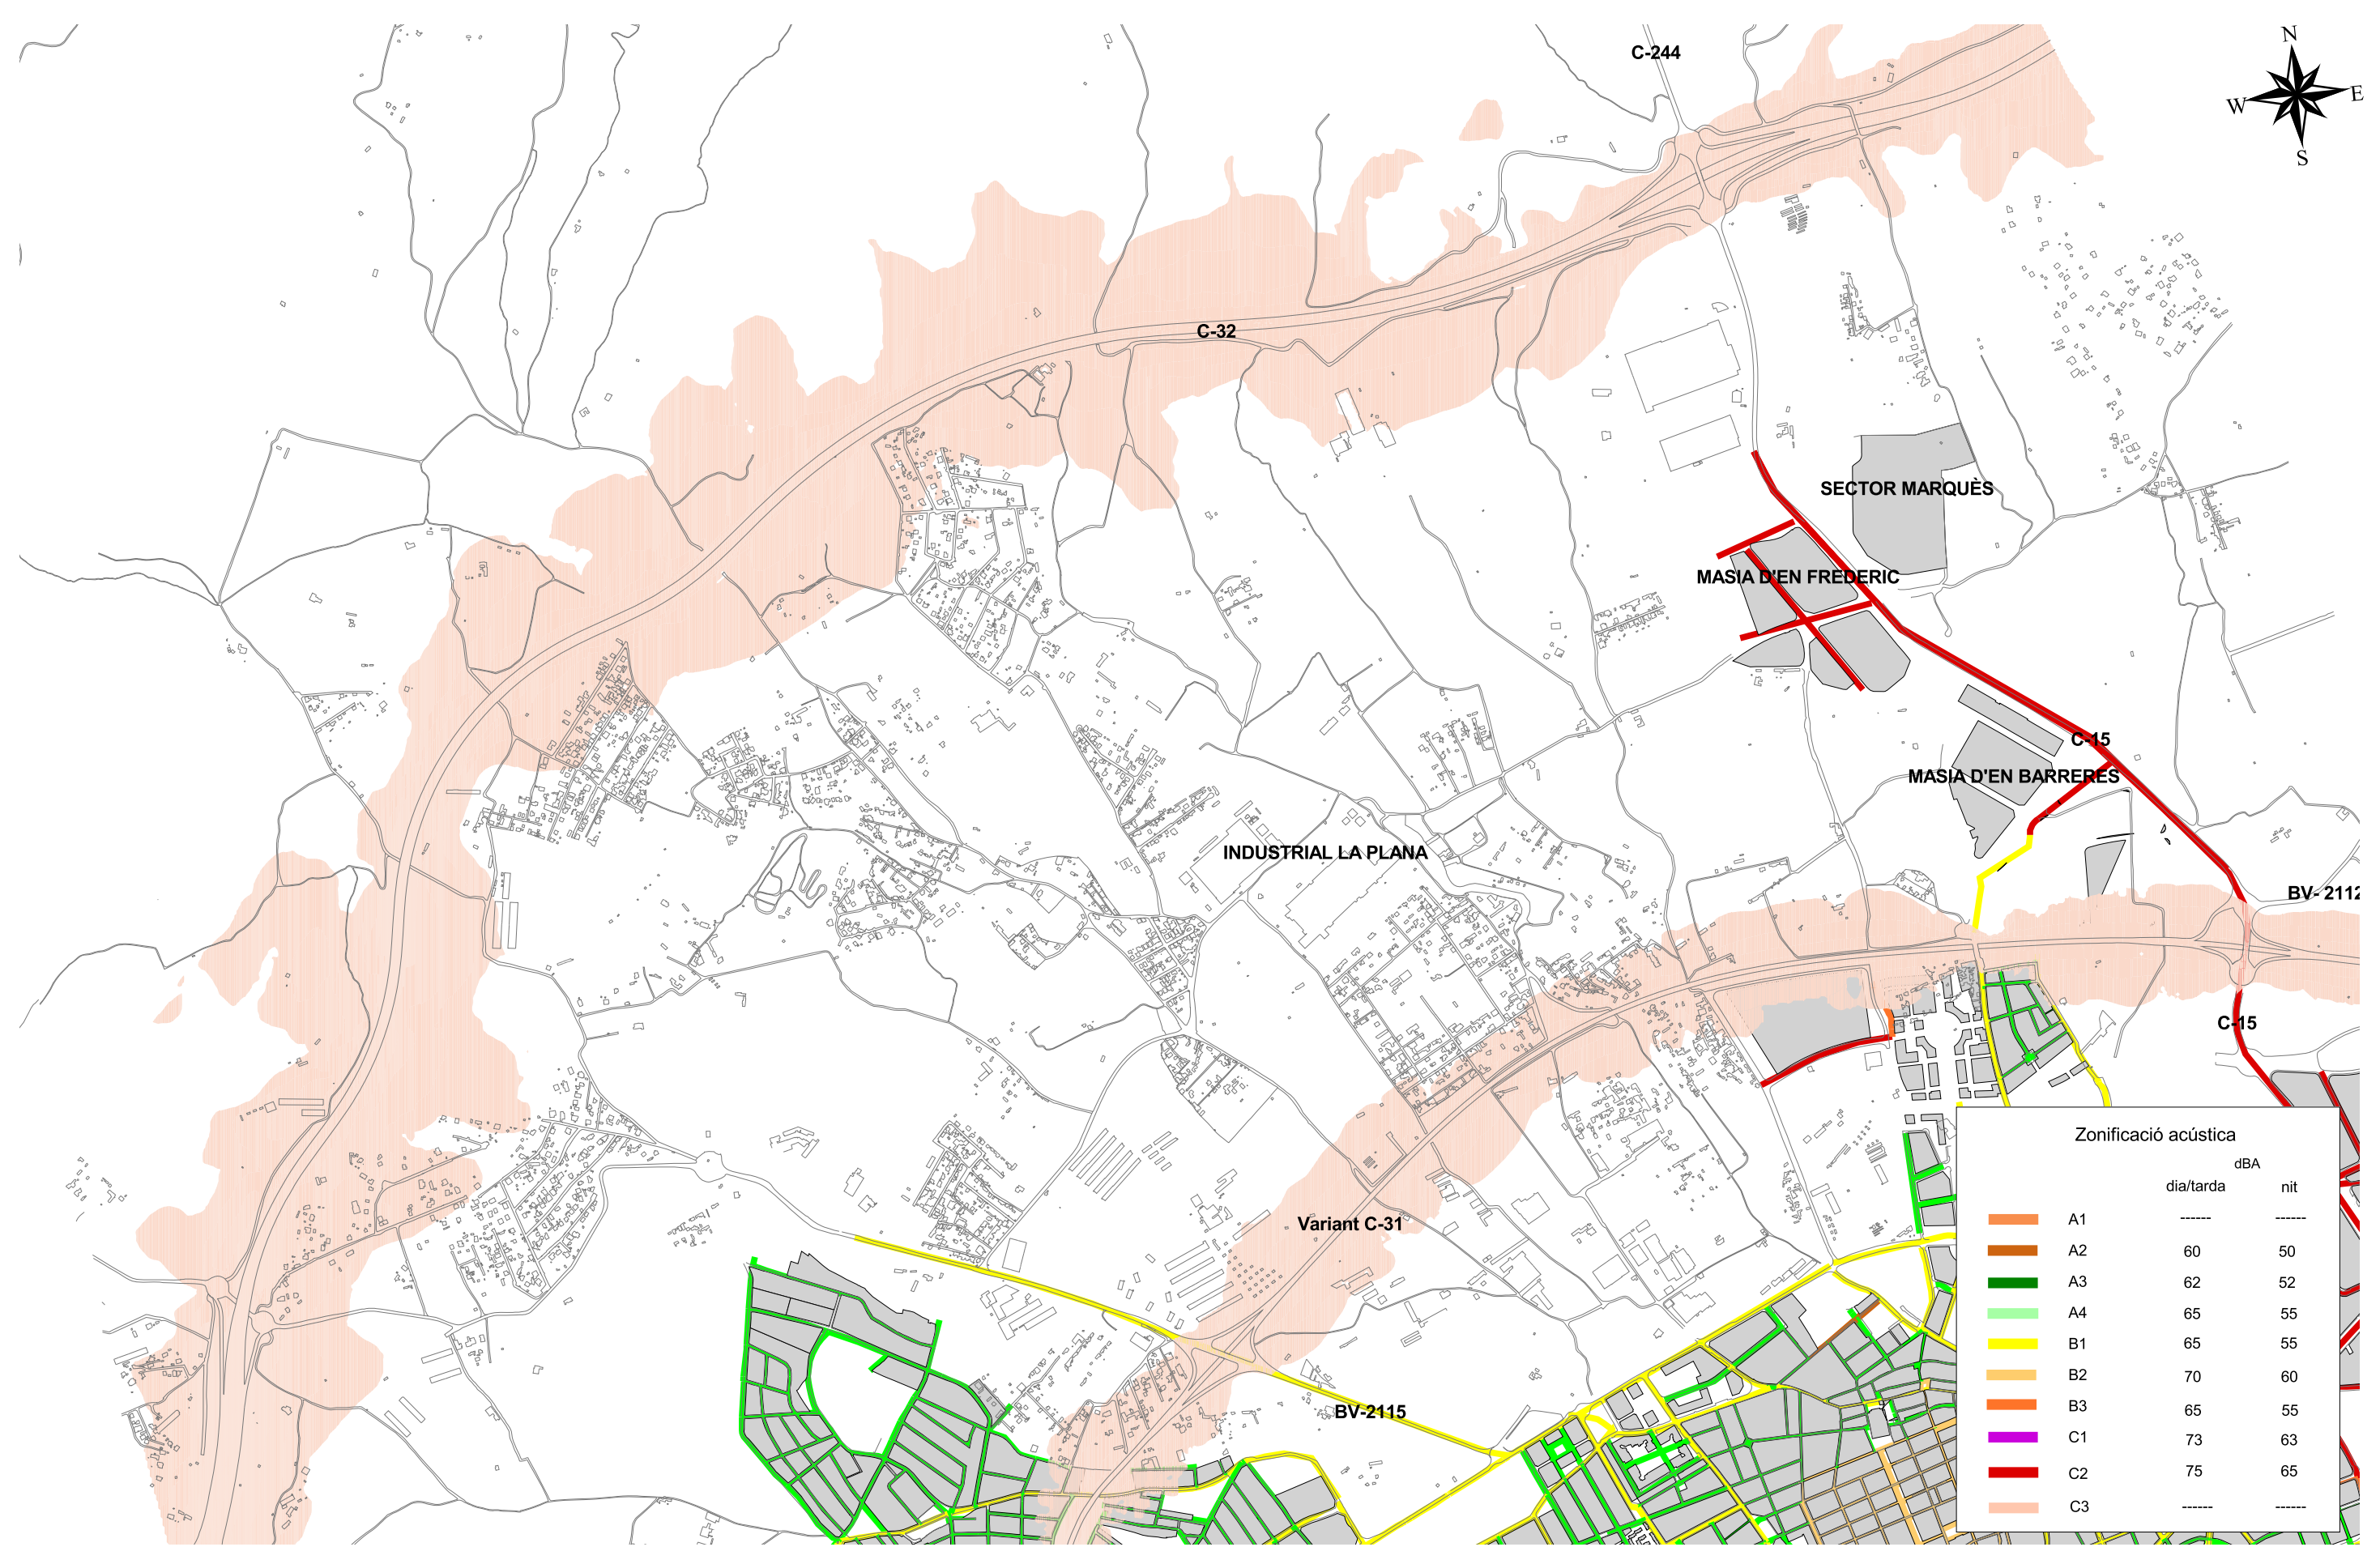 C-244
N
W
E
S
C-32
SECTOR MARQUÈS
MASIA D'EN FREDERIC
C-15
MASIA D'EN BARRERES
INDUSTRIAL LA PLANA
BV- 2112
C-15
Variant C-31
BV-2115
Zonificació acústica
dBA
dia/tarda nit
A1 ------ ------
A2 60 50
A3 62 52
A4 65 55
B1 65 55
B2 70 60
B3 65 55
C1 73 63
C2 75 65
C3 ------ ------